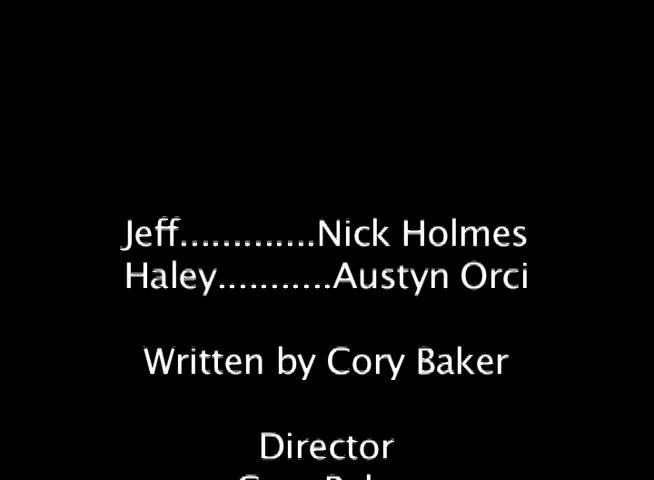 Jeff.............Nick Holmes
Haley...........Austyn Orci
Written by Cory Baker
Director